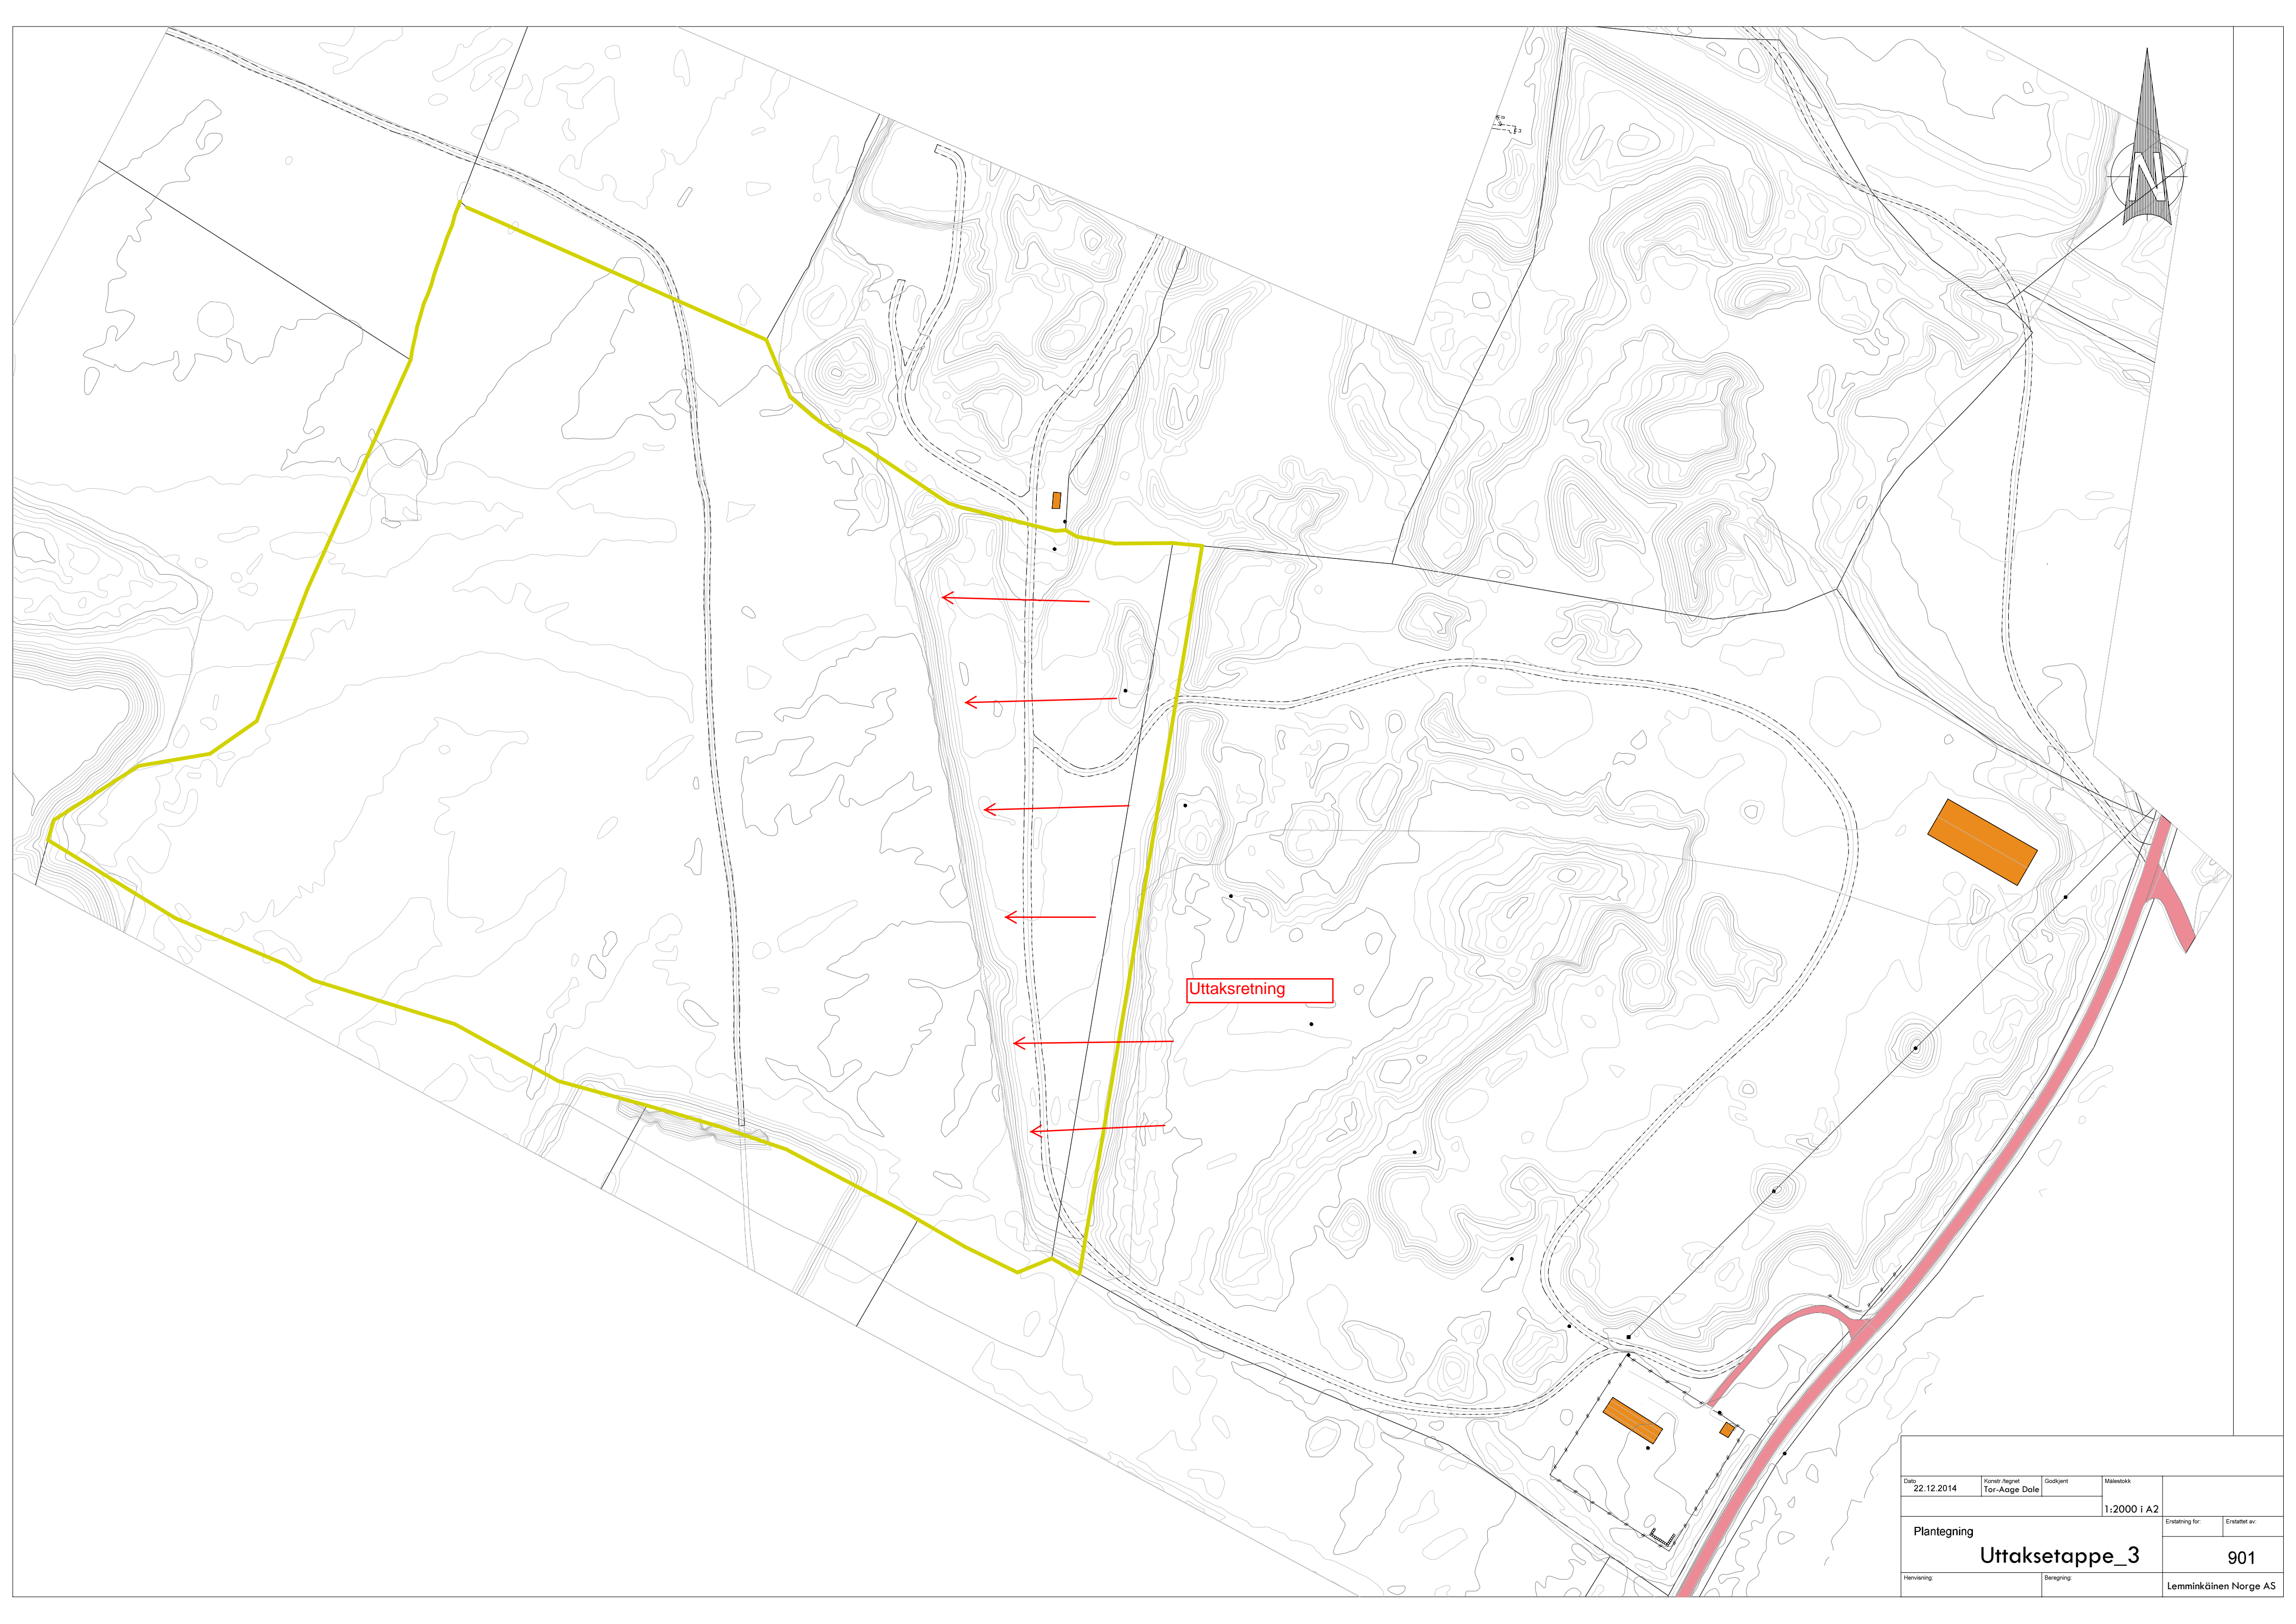 N
Uttaksretning
Dato
22.12.2014
Konstr./tegnet
Tor-Aage Dale
Godkjent
Målestokk
1:2000 i A2
Plantegning
Uttaksetappe_3
Erstatning for:
Erstattet av:
901
Henvisning:
Beregning:
Lemminkäinen Norge AS